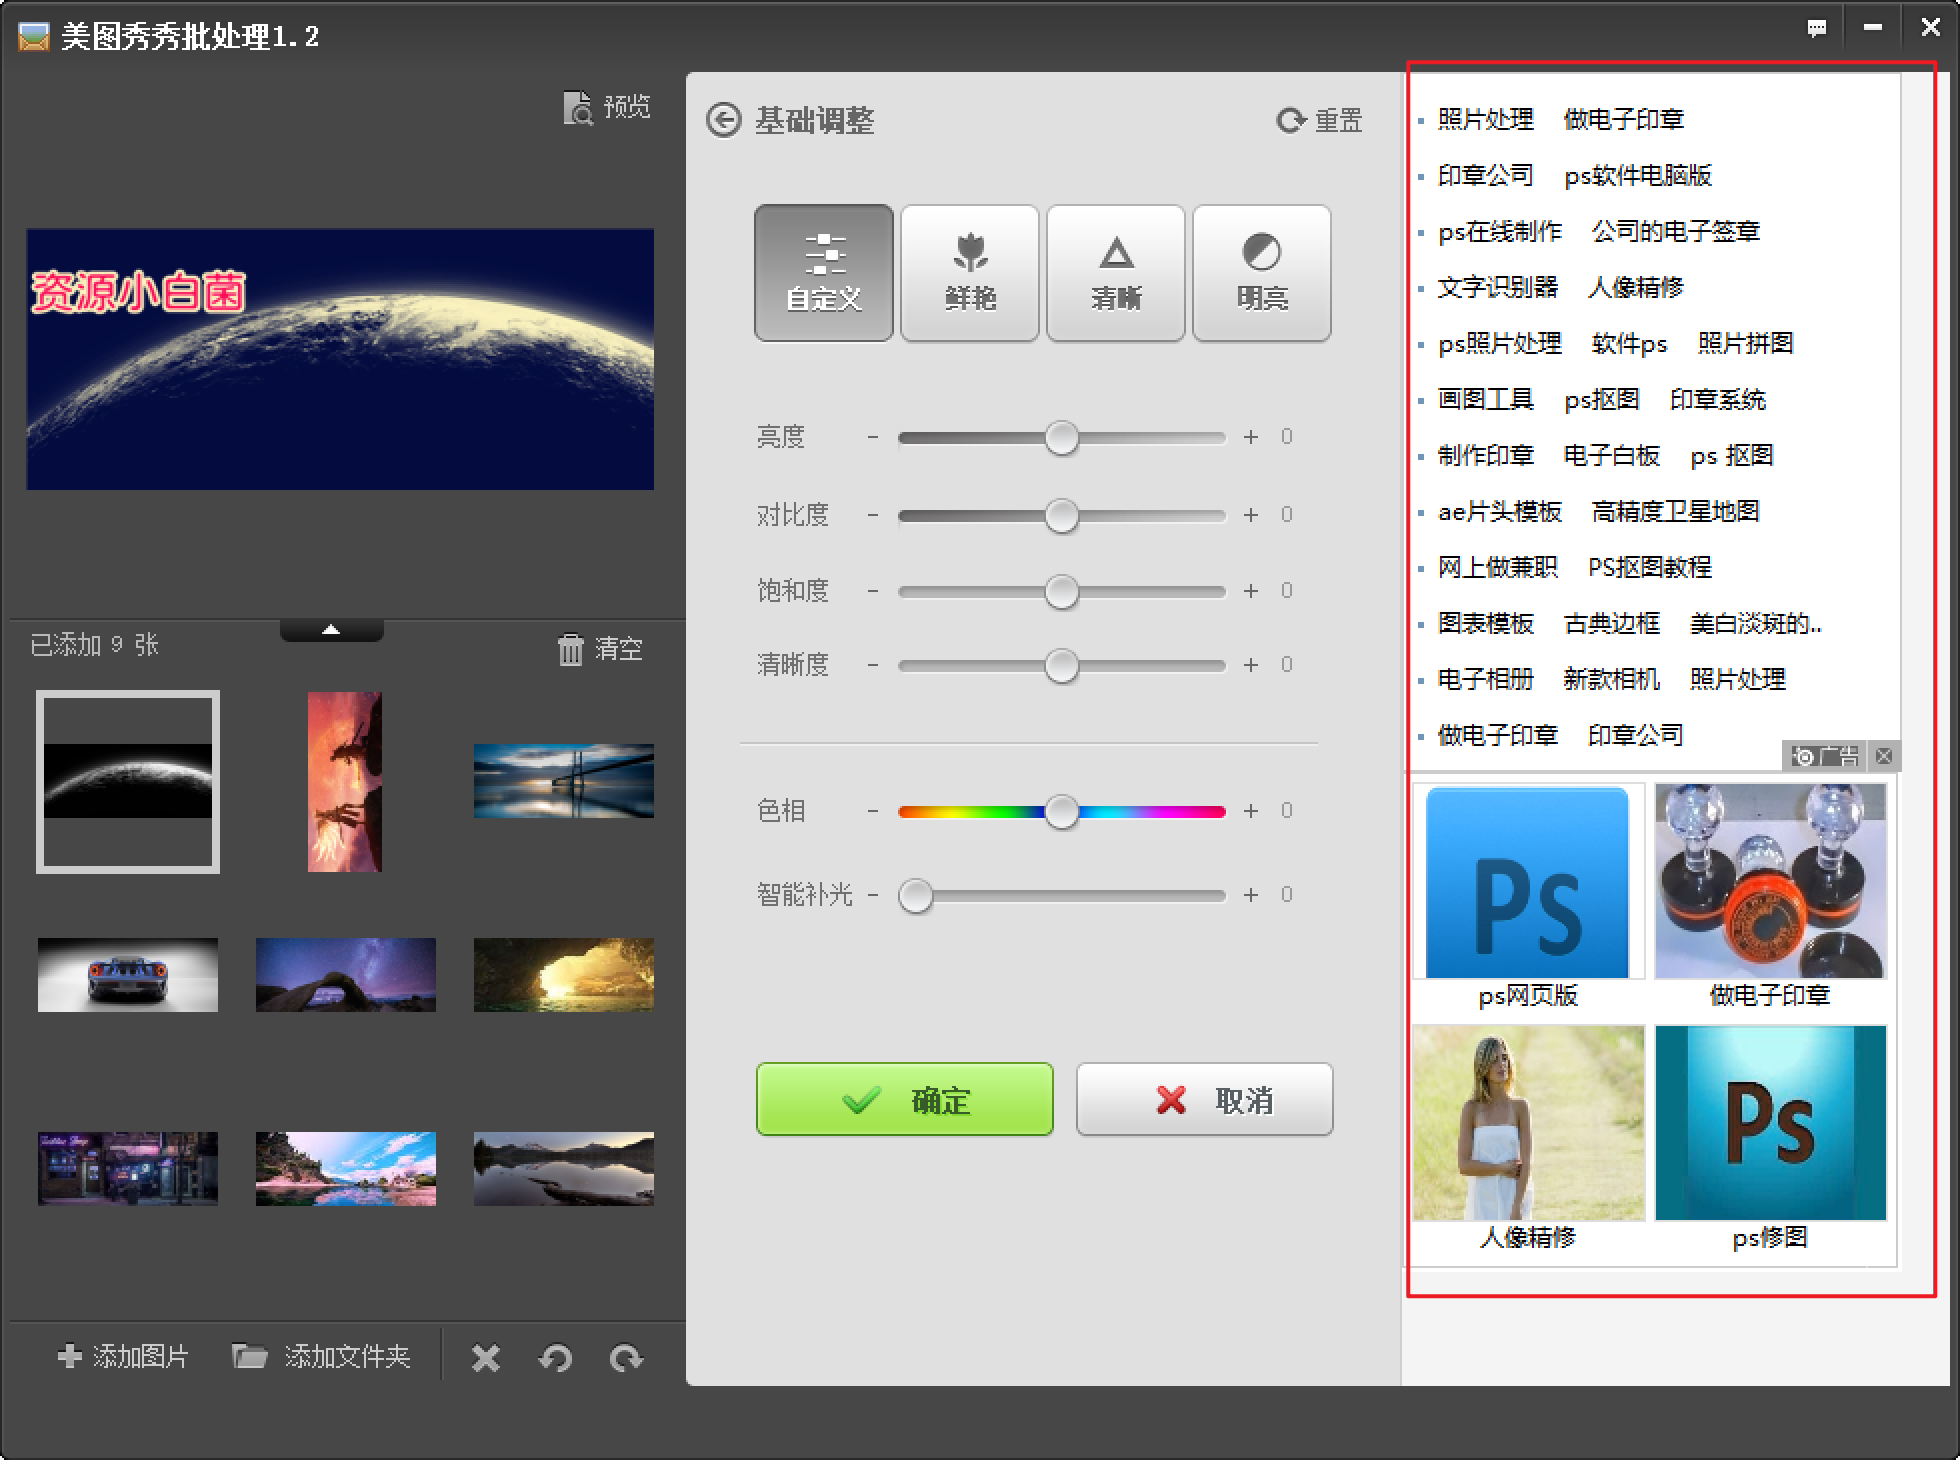 美图秀秀批处理1.2
预览
资源小白菌
已添加 9 张
清空
添加图片
添加文件夹
基础调整
重置
自定义
鲜艳
清晰
明亮
亮度 - + 0
对比度 - + 0
饱和度 - + 0
清晰度 - + 0
色相 - + 0
智能补光 - + 0
确定
取消
照片处理 做电子印章
印章公司 ps软件电脑版
ps在线制作 公司的电子签章
文字识别器 人像精修
ps照片处理 软件ps 照片拼图
画图工具 ps抠图 印章系统
制作印章 电子白板 ps 抠图
ae片头模板 高精度卫星地图
网上做兼职 PS抠图教程
图表模板 古典边框 美白淡斑的..
电子相册 新款相机 照片处理
做电子印章 印章公司
广告
Ps
ps网页版
做电子印章
人像精修
Ps
ps修图